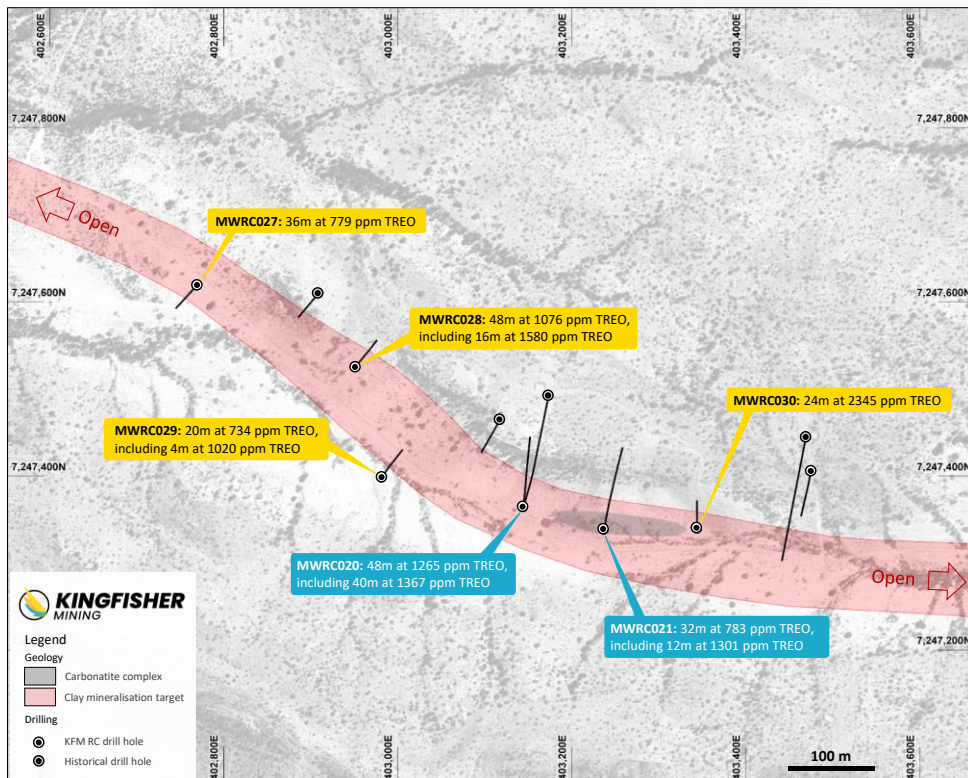 402,600E
402,800E
403,000E
403,200E
403,400E
403,600E
7,247,800N
7,247,800N
Open
MWRC027: 36m at 779 ppm TREO
7,247,600N
7,247,600N
MWRC028: 48m at 1076 ppm TREO,
including 16m at 1580 ppm TREO
MWRC030: 24m at 2345 ppm TREO
MWRC029: 20m at 734 ppm TREO,
including 4m at 1020 ppm TREO
7,247,400N
7,247,400N
MWRC020: 48m at 1265 ppm TREO,
including 40m at 1367 ppm TREO
Open
MWRC021: 32m at 783 ppm TREO,
including 12m at 1301 ppm TREO
7,247,200N
KINGFISHER
MINING
Legend
Geology
Carbonatite complex
Clay mineralisation target
Drilling
KFM RC drill hole
Historical drill hole
402,800E
403,000E
403,200E
403,400E
403,600E
100 m